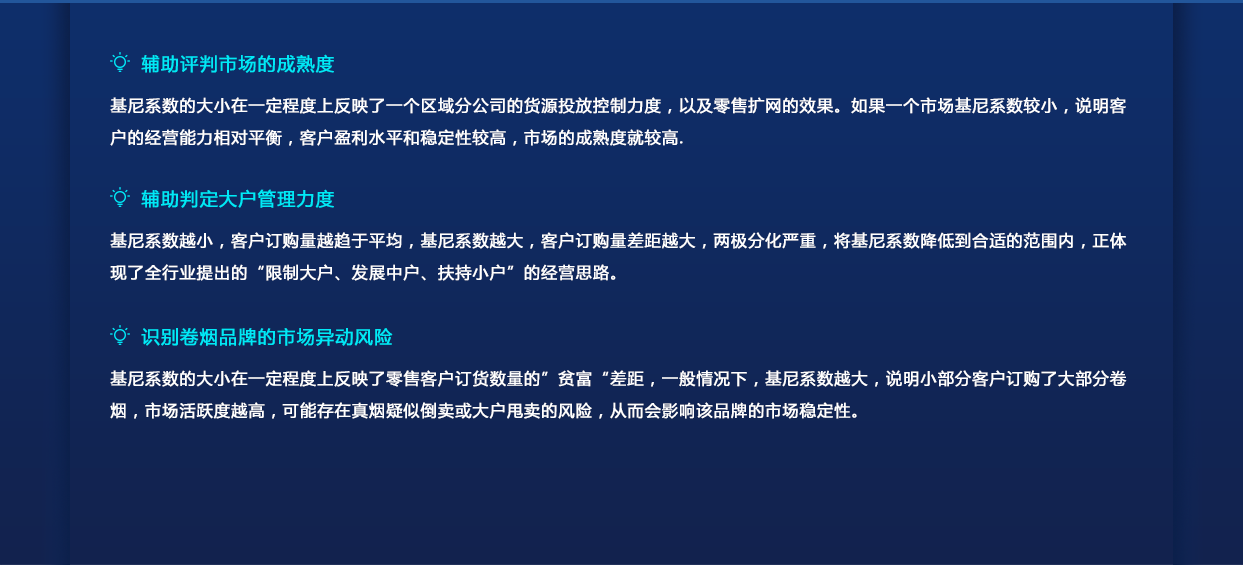 辅助评判市场的成熟度
基尼系数的大小在一定程度上反映了一个区域分公司的货源投放控制力度，以及零售扩网的效果。如果一个市场基尼系数较小，说明客
户的经营能力相对平衡，客户盈利水平和稳定性较高，市场的成熟度就较高.
辅助判定大户管理力度
基尼系数越小，客户订购量越趋于平均，基尼系数越大，客户订购量差距越大，两极分化严重，将基尼系数降低到合适的范围内，正体
现了全行业提出的“限制大户、发展中户、扶持小户”的经营思路。
识别卷烟品牌的市场异动风险
基尼系数的大小在一定程度上反映了零售客户订货数量的”贫富“差距，一般情况下，基尼系数越大，说明小部分客户订购了大部分卷
烟，市场活跃度越高，可能存在真烟疑似倒卖或大户甩卖的风险，从而会影响该品牌的市场稳定性。